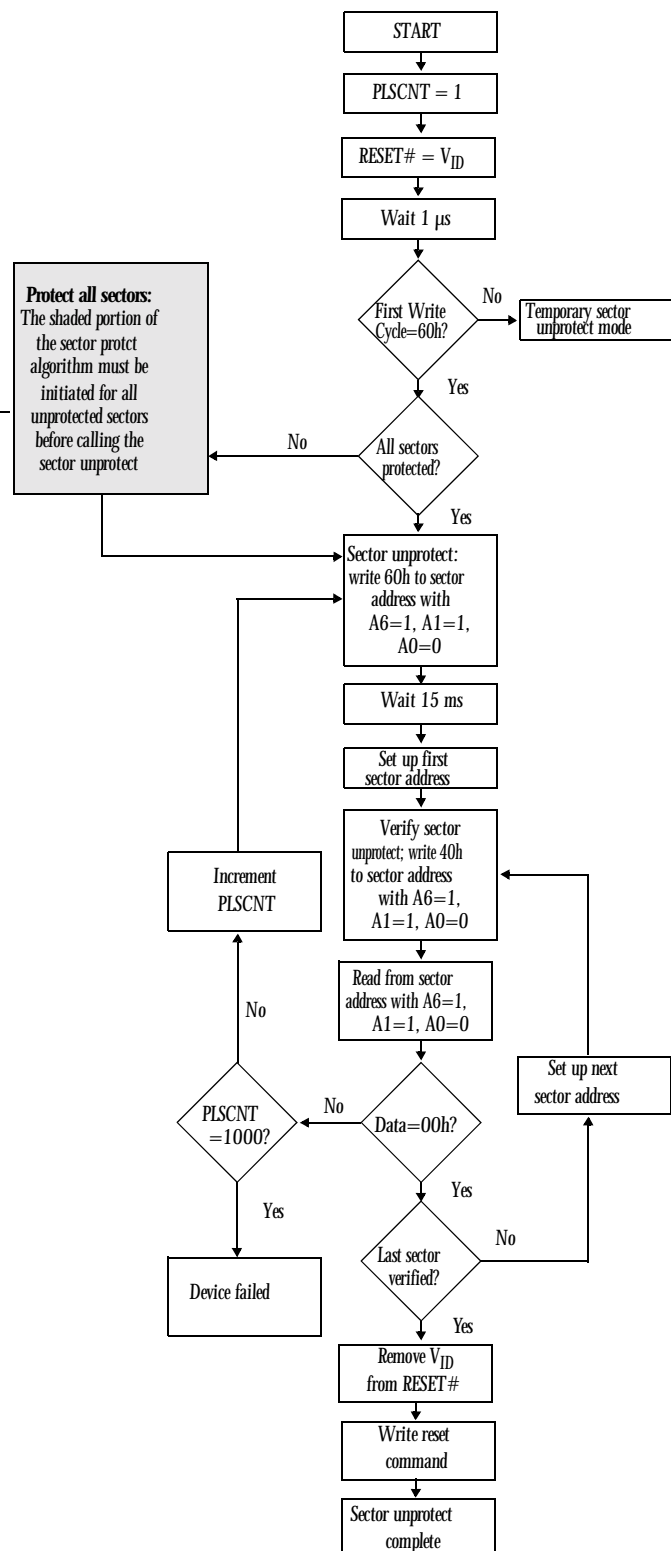 START
PLSCNT = 1
RESET# = VID
Wait 1 µs
First Write
Cycle=60h?
No
Temporary sector
unprotect mode
Yes
Protect all sectors:
The shaded portion of
the sector protct
algorithm must be
initiated for all
unprotected sectors
before calling the
sector unprotect
No
All sectors
protected?
Yes
Sector unprotect:
write 60h to sector
address with
A6=1, A1=1,
A0=0
Wait 15 ms
Set up first
sector address
Verify sector
unprotect; write 40h
to sector address
with A6=1,
A1=1, A0=0
Increment
PLSCNT
Read from sector
address with A6=1,
A1=1, A0=0
No
Set up next
sector address
PLSCNT
=1000?
No
Data=00h?
Yes
Yes
No
Last sector
verified?
Device failed
Yes
Remove VID
from RESET#
Write reset
command
Sector unprotect
complete